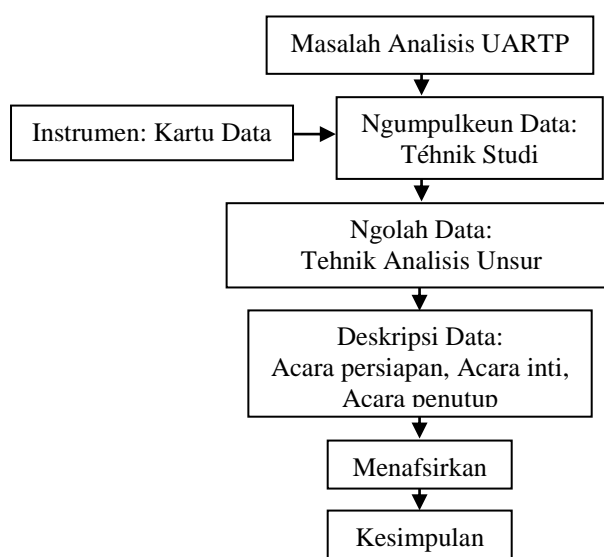 Masalah Analisis UARTP
Instrumen: Kartu Data
Ngumpulkeun Data:
Téhnik Studi
Ngolah Data:
Tehnik Analisis Unsur
Deskripsi Data:
Acara persiapan, Acara inti,
Acara penutup
Menafsirkan
Kesimpulan